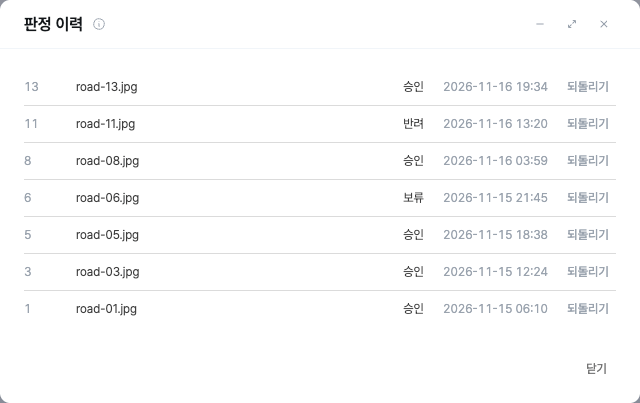 판정 이력
13 road-13.jpg 승인 2026-11-16 19:34 되돌리기
11 road-11.jpg 반려 2026-11-16 13:20 되돌리기
8 road-08.jpg 승인 2026-11-16 03:59 되돌리기
6 road-06.jpg 보류 2026-11-15 21:45 되돌리기
5 road-05.jpg 승인 2026-11-15 18:38 되돌리기
3 road-03.jpg 승인 2026-11-15 12:24 되돌리기
1 road-01.jpg 승인 2026-11-15 06:10 되돌리기
닫기